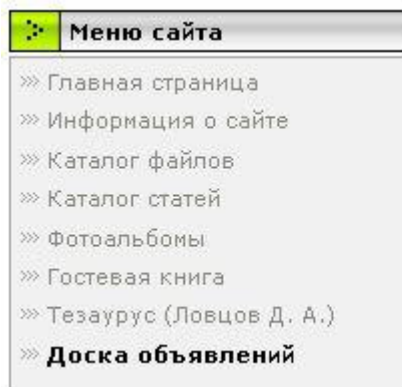 Меню сайта
»» Главная страница
»» Информация о сайте
»» Каталог файлов
»» Каталог статей
»» Фотоальбомы
»» Гостевая книга
»» Тезаурус (Ловцов Д. А.)
»» Доска объявлений